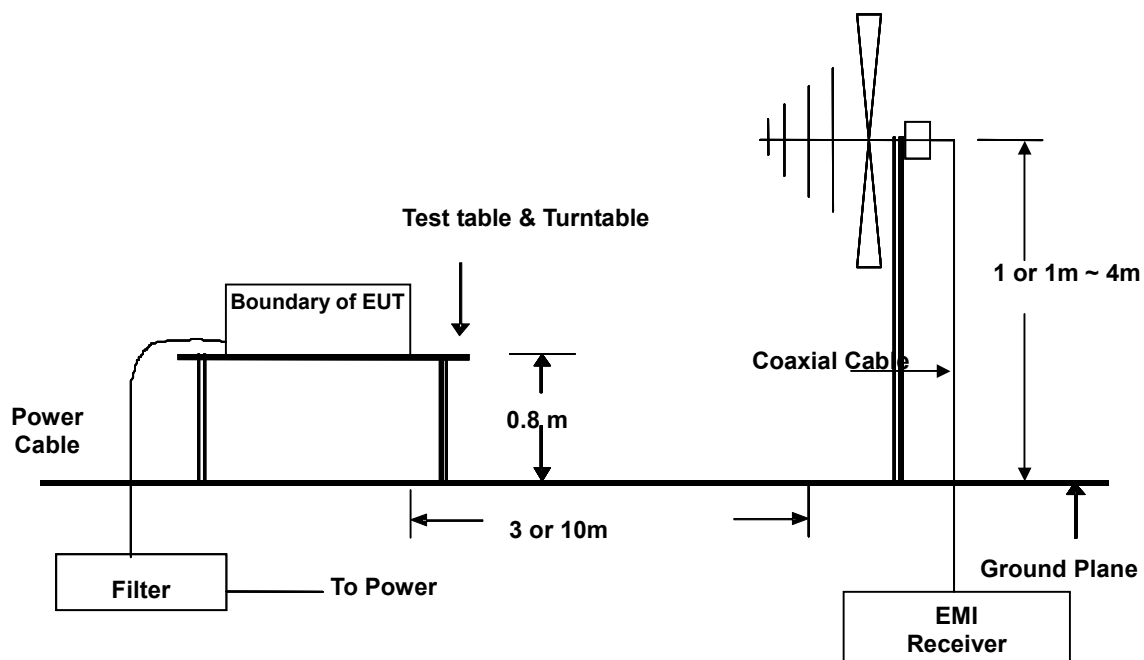 Test table & Turntable
Boundary of EUT
1 or 1m ~ 4m
Coaxial Cable
Power
Cable
0.8 m
3 or 10m
Filter
To Power
Ground Plane
EMI
Receiver